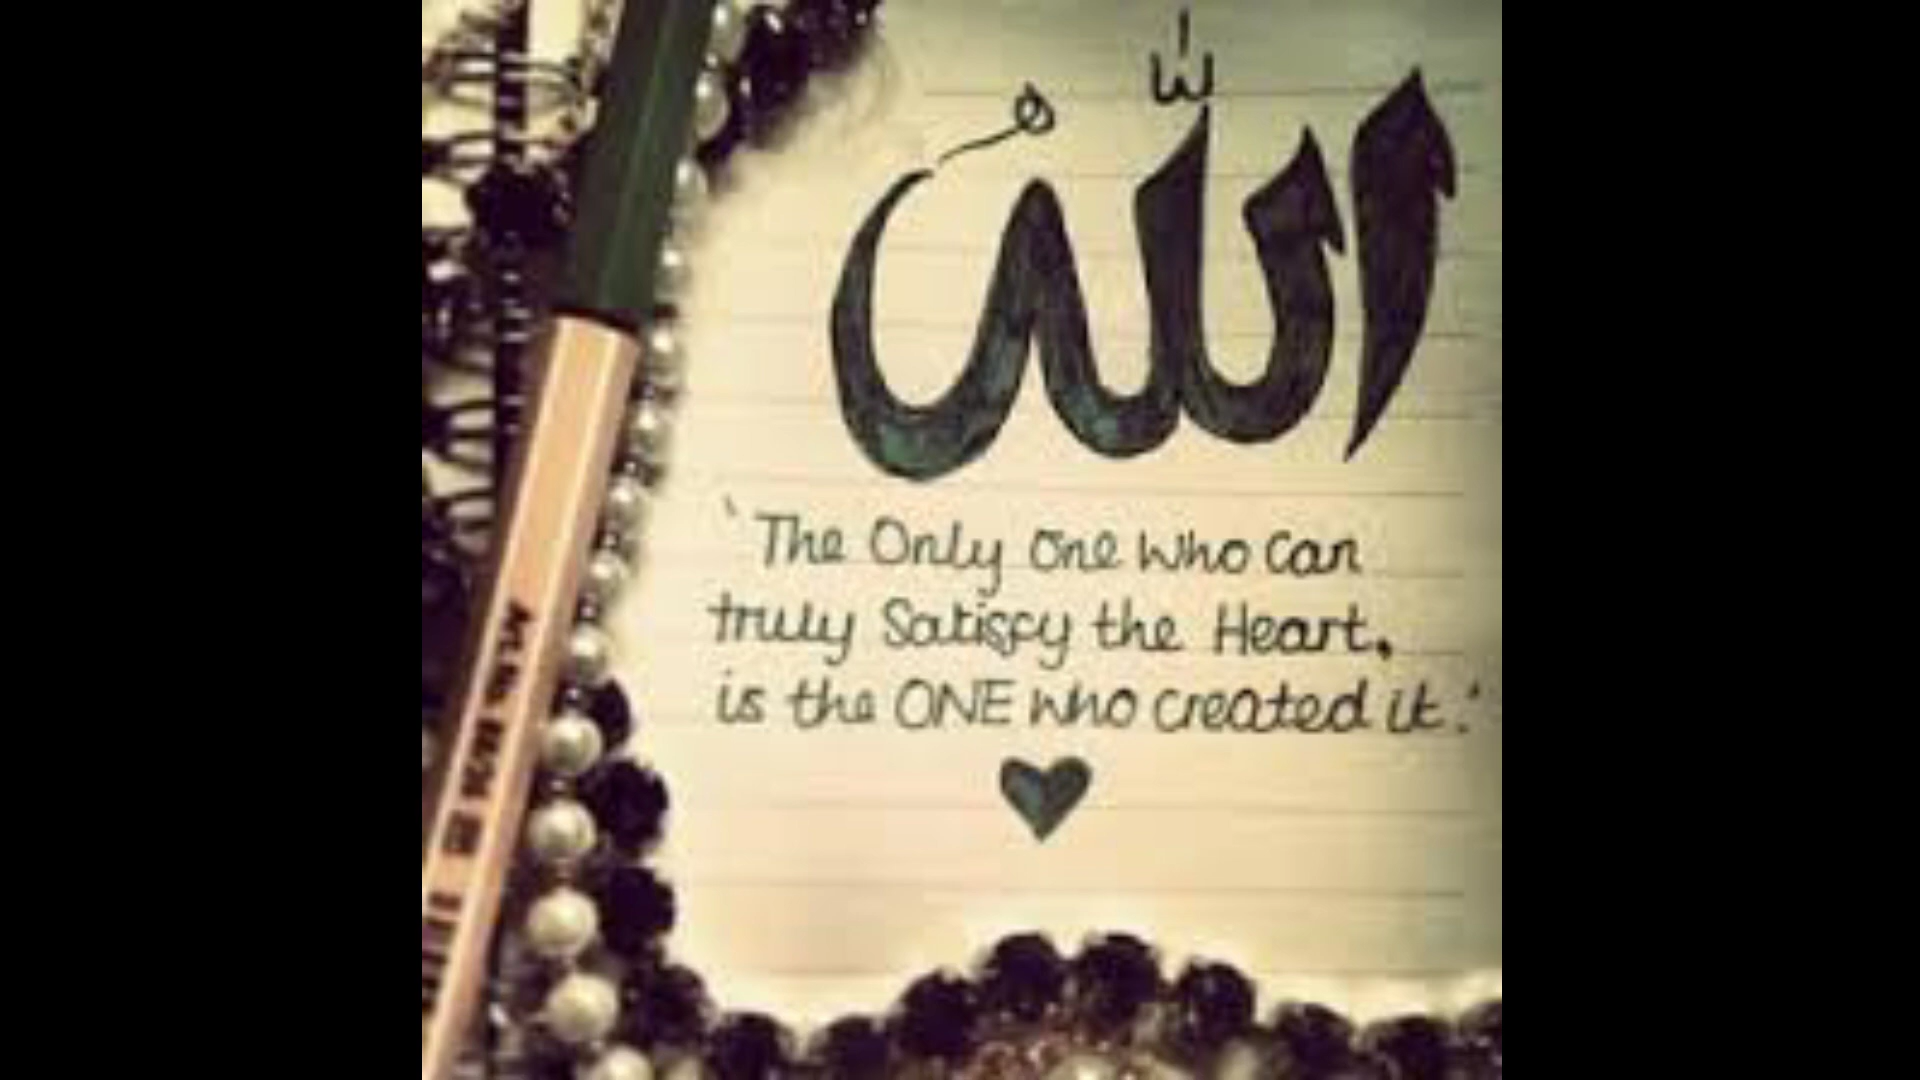 الله
'The Only One Who Can
truly Satisfy the Heart,
is the ONE who created it.'